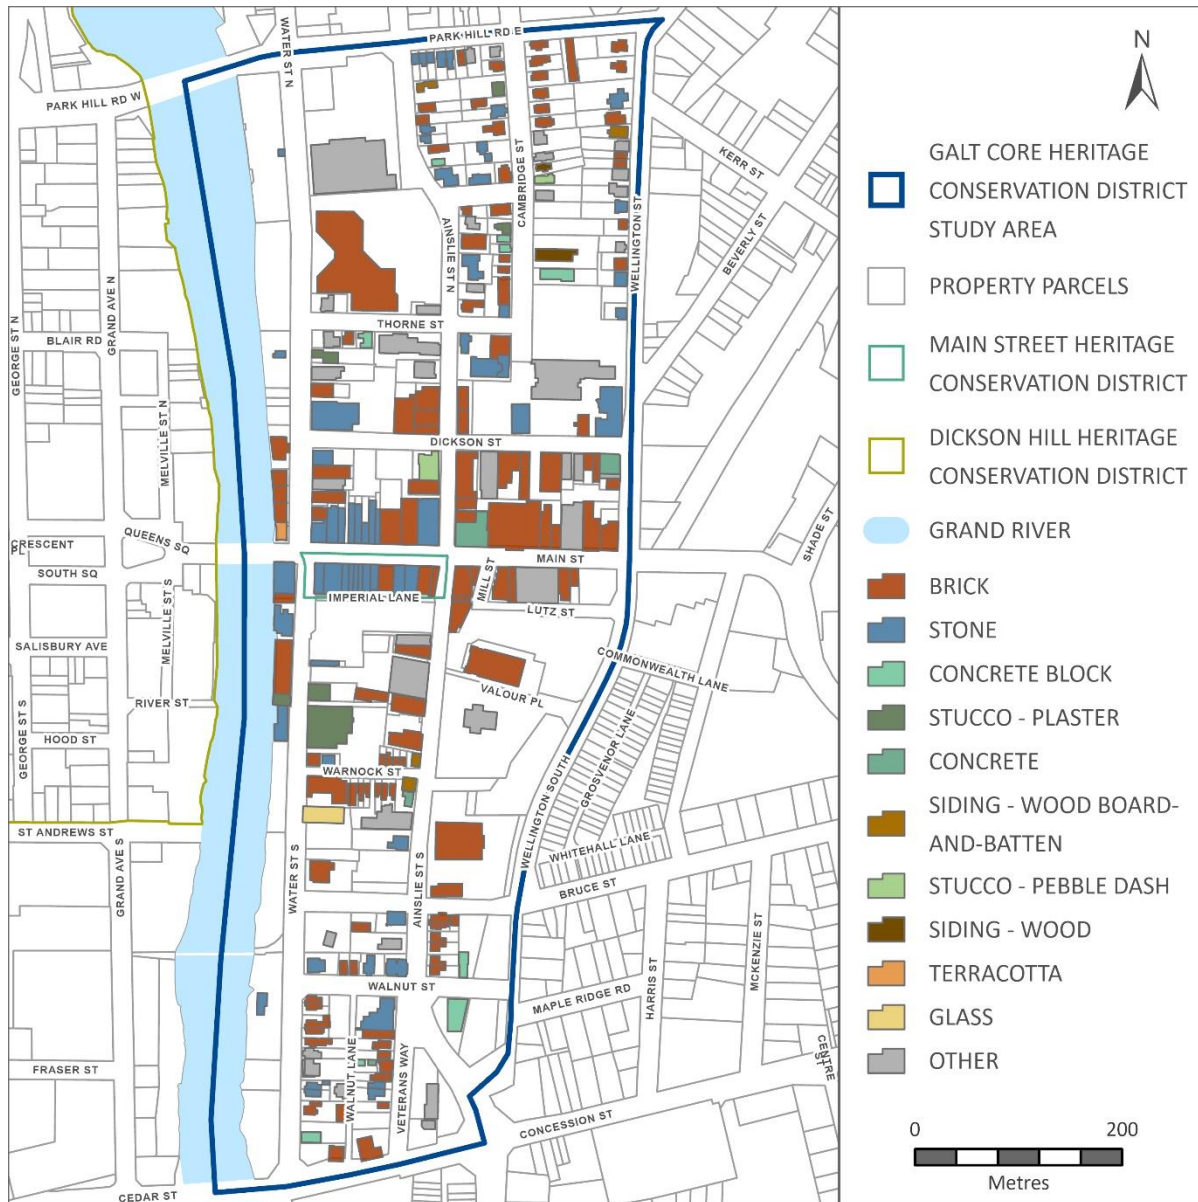 WATER ST N
PARK HILL RD E
PARK HILL RD W
KERR ST
CAMBRIDGE ST
AINSLIE ST N
WELLINGTON ST
BEVERLY ST
GEORGE ST N
GRAND AVE N
BLAIR RD
THORNE ST
MELVILLE ST N
DICKSON ST
QUEENS SQ
CRESCENT
PL
SOUTH SQ
SHADE ST
MAIN ST
MILL ST
IMPERIAL LANE
LUTZ ST
SALISBURY AVE
MELVILLE ST S
COMMONWEALTH LANE
RIVER ST
VALOUR PL
GEORGE ST S
HOOD ST
GROSVENOR LANE
WARNOCK ST
WELLINGTON SOUTH
ST ANDREWS ST
WHITEHALL LANE
GRAND AVE S
WATER ST S
AINSLIE ST S
BRUCE ST
HARRIS ST
MCKENZIE ST
WALNUT ST
MAPLE RIDGE RD
WALNUT LANE
VETERANS WAY
CENTRE
ST
FRASER ST
CONCESSION ST
CEDAR ST
N
GALT CORE HERITAGE
CONSERVATION DISTRICT
STUDY AREA
PROPERTY PARCELS
MAIN STREET HERITAGE
CONSERVATION DISTRICT
DICKSON HILL HERITAGE
CONSERVATION DISTRICT
GRAND RIVER
BRICK
STONE
CONCRETE BLOCK
STUCCO - PLASTER
CONCRETE
SIDING - WOOD BOARD-
AND-BATTEN
STUCCO - PEBBLE DASH
SIDING - WOOD
TERRACOTTA
GLASS
OTHER
0 200
Metres